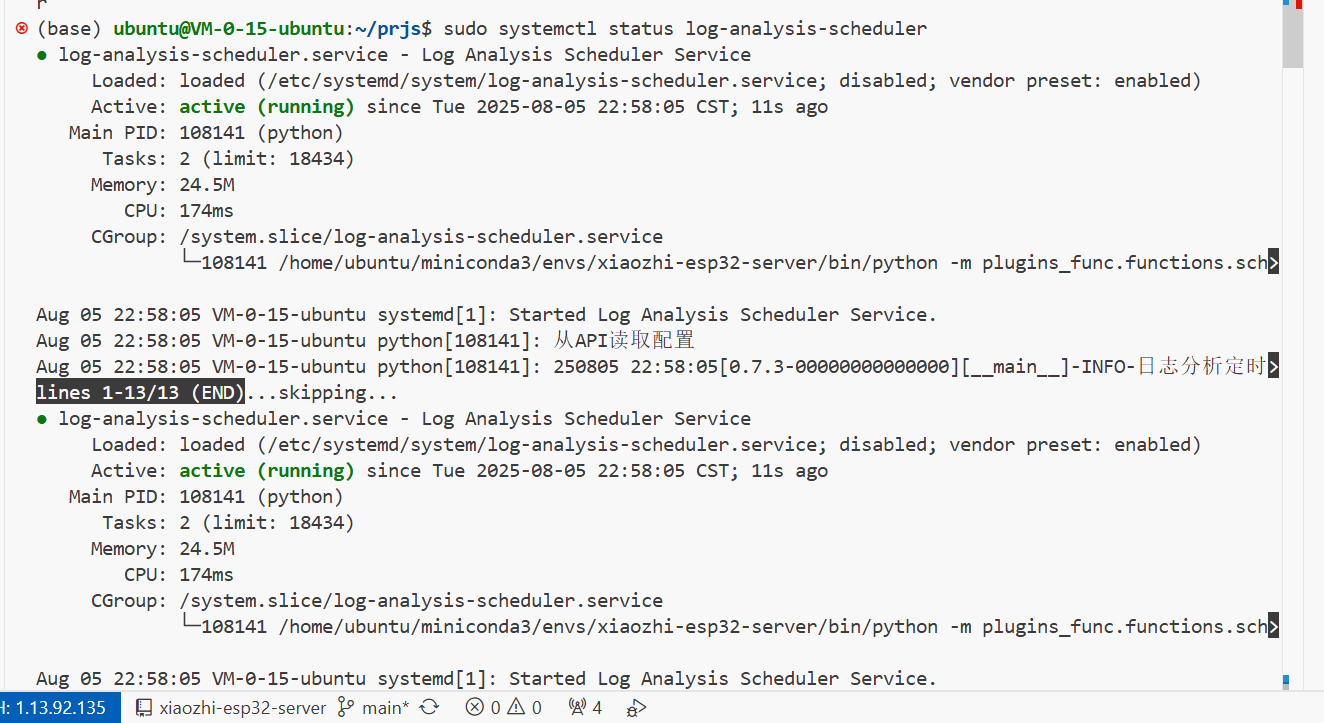 (base) ubuntu@VM-0-15-ubuntu:~/prjs$ sudo systemctl status log-analysis-scheduler
● log-analysis-scheduler.service - Log Analysis Scheduler Service
     Loaded: loaded (/etc/systemd/system/log-analysis-scheduler.service; disabled; vendor preset: enabled)
     Active: active (running) since Tue 2025-08-05 22:58:05 CST; 11s ago
   Main PID: 108141 (python)
      Tasks: 2 (limit: 18434)
     Memory: 24.5M
        CPU: 174ms
     CGroup: /system.slice/log-analysis-scheduler.service
             └─108141 /home/ubuntu/miniconda3/envs/xiaozhi-esp32-server/bin/python -m plugins_func.functions.sch>
Aug 05 22:58:05 VM-0-15-ubuntu systemd[1]: Started Log Analysis Scheduler Service.
Aug 05 22:58:05 VM-0-15-ubuntu python[108141]: 从API读取配置
Aug 05 22:58:05 VM-0-15-ubuntu python[108141]: 250805 22:58:05[0.7.3-00000000000000][__main__]-INFO-日志分析定时>
lines 1-13/13 (END)...skipping...
● log-analysis-scheduler.service - Log Analysis Scheduler Service
     Loaded: loaded (/etc/systemd/system/log-analysis-scheduler.service; disabled; vendor preset: enabled)
     Active: active (running) since Tue 2025-08-05 22:58:05 CST; 11s ago
   Main PID: 108141 (python)
      Tasks: 2 (limit: 18434)
     Memory: 24.5M
        CPU: 174ms
     CGroup: /system.slice/log-analysis-scheduler.service
             └─108141 /home/ubuntu/miniconda3/envs/xiaozhi-esp32-server/bin/python -m plugins_func.functions.sch>
Aug 05 22:58:05 VM-0-15-ubuntu systemd[1]: Started Log Analysis Scheduler Service.
H: 1.13.92.135 xiaozhi-esp32-server main* 0 0 4